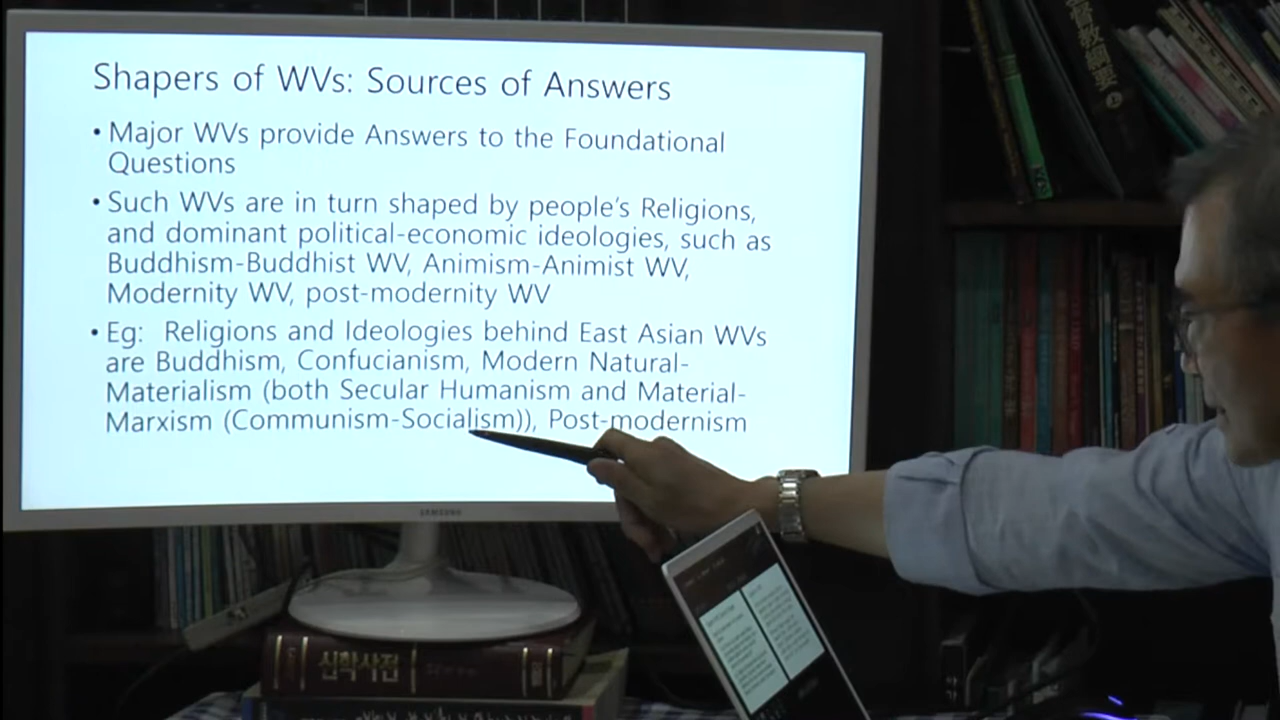 Shapers of WVs: Sources of Answers
• Major WVs provide Answers to the Foundational
Questions
• Such WVs are in turn shaped by people's Religions,
and dominant political-economic ideologies, such as
Buddhism-Buddhist WV, Animism-Animist WV,
Modernity WV, post-modernity WV
• Eg: Religions and Ideologies behind East Asian WVs
are Buddhism, Confucianism, Modern Natural-
Materialism (both Secular Humanism and Material-
Marxism (Communism-Socialism)), Post-modernism
SAMSUNG
신학사전